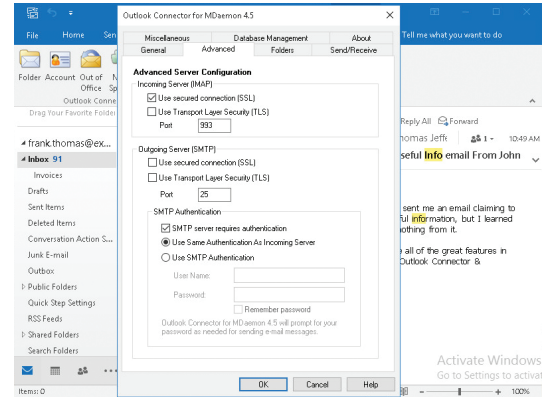 Outlook Connector for MDaemon 4.5
File Home Sen
Tell me what you want to do
Folder Account Out of
Office
Outlook Conne
Drag Your Favorite Folder
frank.thomas@ex...
Inbox 91
Invoices
Drafts
Sent Items
Deleted Items
Conversation Action S...
Junk E-mail
Outbox
Public Folders
Quick Step Settings
RSS Feeds
Shared Folders
Search Folders
Items: 0
Miscellaneous Database Management About
General Advanced Folders Send/Receive
Advanced Server Configuration
Incoming Server (IMAP)
Use secured connection (SSL)
Use Transport Layer Security (TLS)
Port 993
Outgoing Server (SMTP)
Use secured connection (SSL)
Use Transport Layer Security (TLS)
Port 25
SMTP Authentication
SMTP server requires authentication
Use Same Authentication As Incoming Server
Use SMTP Authentication
User Name:
Password:
Remember password
Outlook Connector for MDaemon 4.5 will prompt for your
password as needed for sending e-mail messages.
OK Cancel Help
Reply All Forward
homas Jeff 1 10:49 AM
seful Info email From John
sent me an email claiming to
ful information, but I learned
nothing from it.
all of the great features in
Outlook Connector &
Activate Windows
Go to Settings to activat
100%